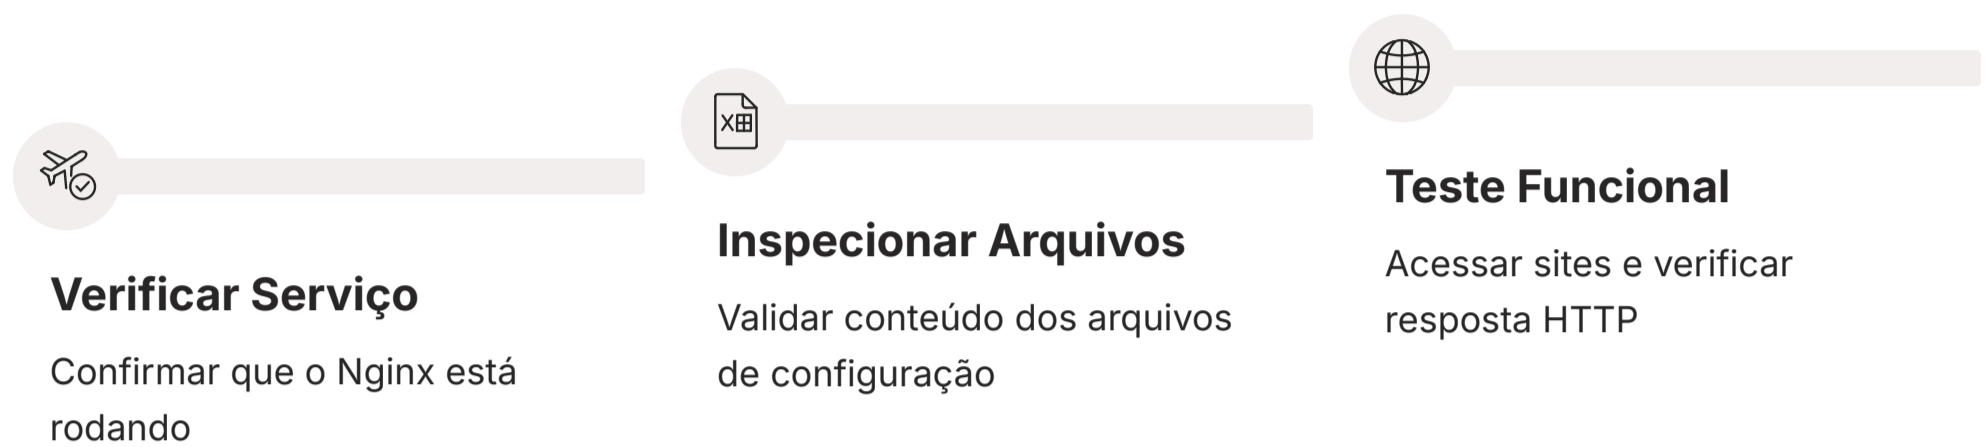 Verificar Serviço
Confirmar que o Nginx está
rodando
Inspecionar Arquivos
Validar conteúdo dos arquivos
de configuração
Teste Funcional
Acessar sites e verificar
resposta HTTP